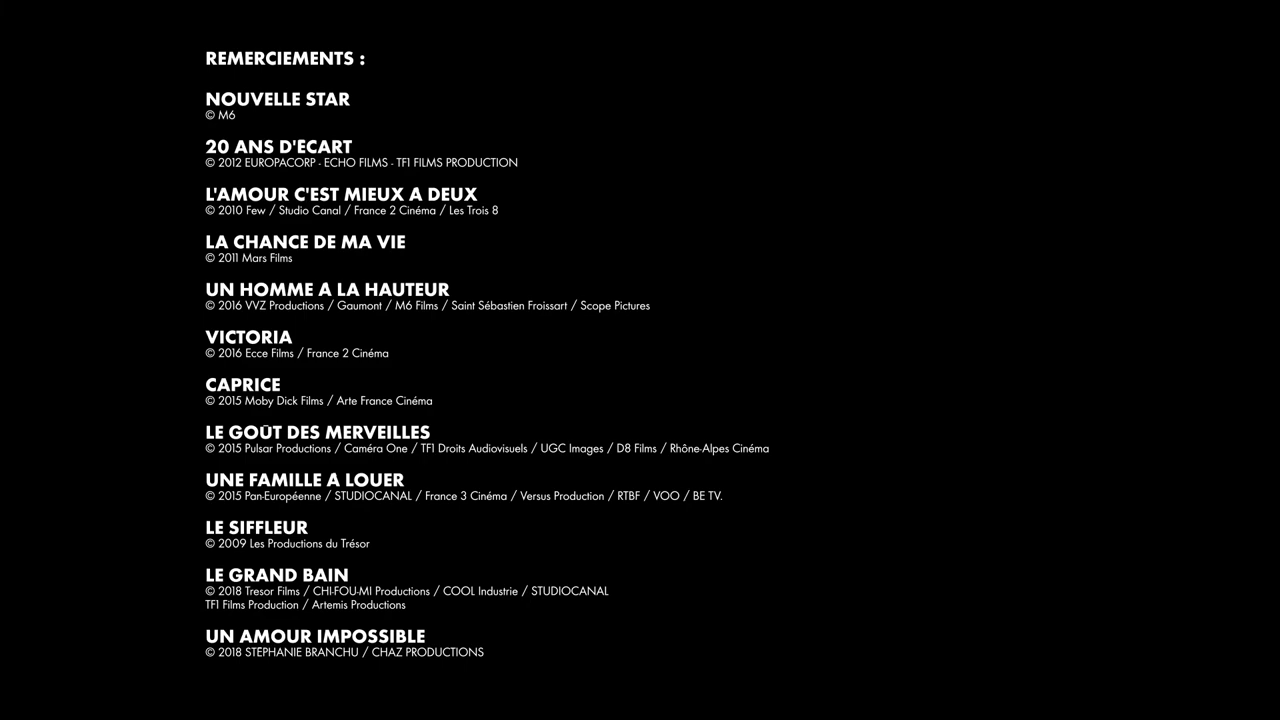 REMERCIEMENTS :
NOUVELLE STAR
© M6
20 ANS D'ÉCART
© 2012 EUROPACORP - ECHO FILMS - TF1 FILMS PRODUCTION
L'AMOUR C'EST MIEUX A DEUX
© 2010 Few / Studio Canal / France 2 Cinéma / Les Trois 8
LA CHANCE DE MA VIE
© 2011 Mars Films
UN HOMME A LA HAUTEUR
© 2016 VVZ Productions / Gaumont / M6 Films / Saint Sébastien Froissart / Scope Pictures
VICTORIA
© 2016 Ecce Films / France 2 Cinéma
CAPRICE
© 2015 Moby Dick Films / Arte France Cinéma
LE GOÛT DES MERVEILLES
© 2015 Pulsar Productions / Caméra One / TF1 Droits Audiovisuels / UGC Images / D8 Films / Rhône-Alpes Cinéma
UNE FAMILLE A LOUER
© 2015 Pan-Européenne / STUDIOCANAL / France 3 Cinéma / Versus Production / RTBF / VOO / BE TV.
LE SIFFLEUR
© 2009 Les Productions du Trésor
LE GRAND BAIN
© 2018 Tresor Films / CHI-FOU-MI Productions / COOL Industrie / STUDIOCANAL
TF1 Films Production / Artemis Productions
UN AMOUR IMPOSSIBLE
© 2018 STEPHANIE BRANCHU / CHAZ PRODUCTIONS